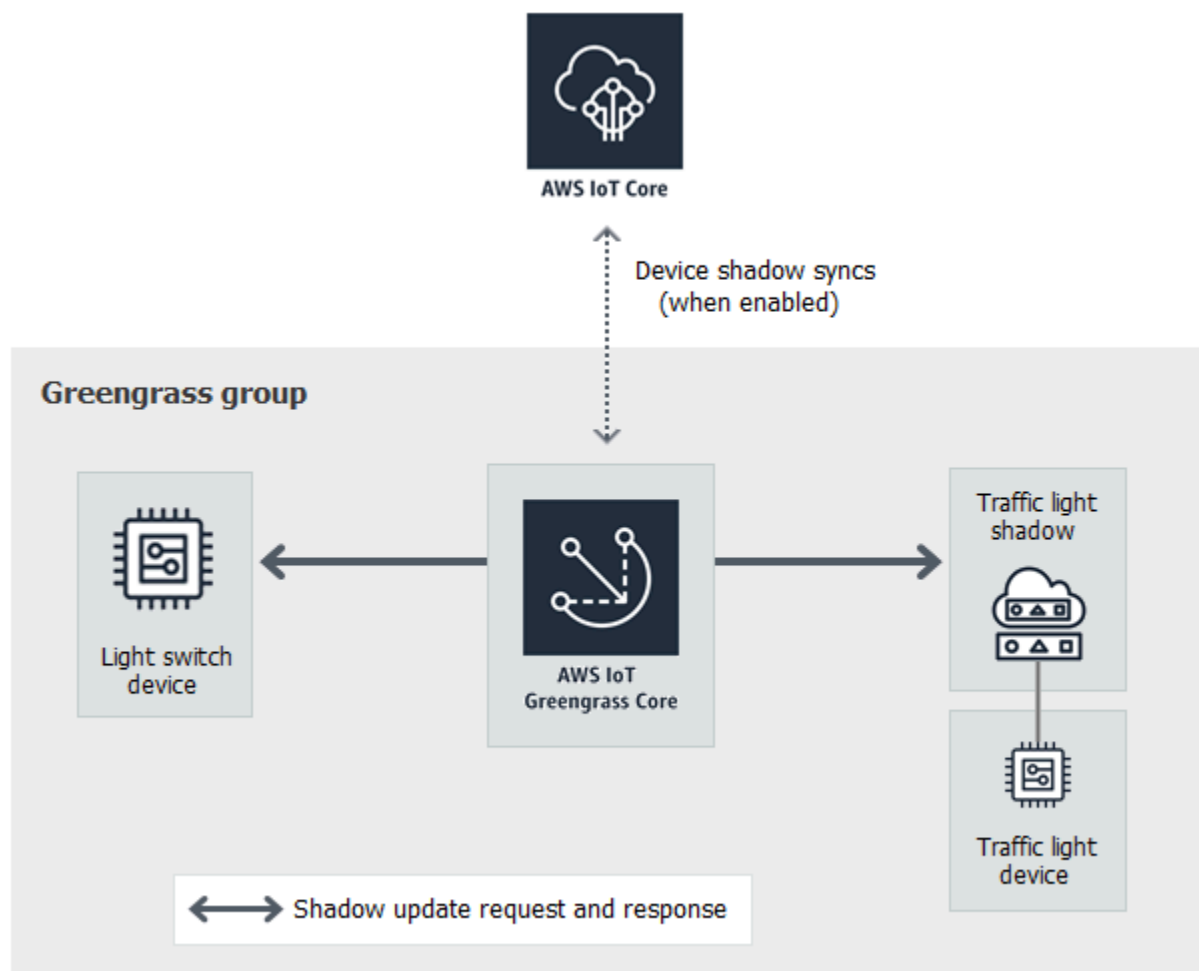 AWS IoT Core
Device shadow syncs
(when enabled)
Greengrass group
Light switch
device
AWS IoT
Greengrass Core
Traffic light
shadow
Traffic light
device
Shadow update request and response